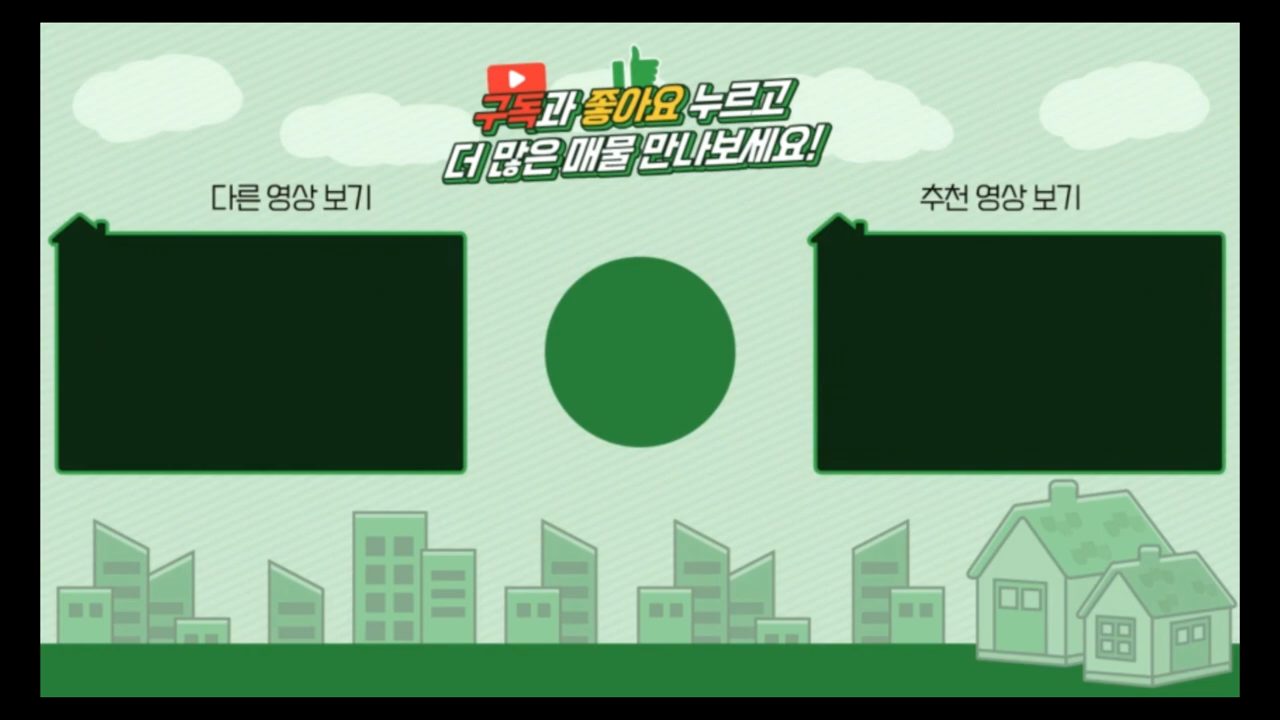 구독과 좋아요 누르고
더 많은 매물 만나보세요!
다른 영상 보기
추천 영상 보기